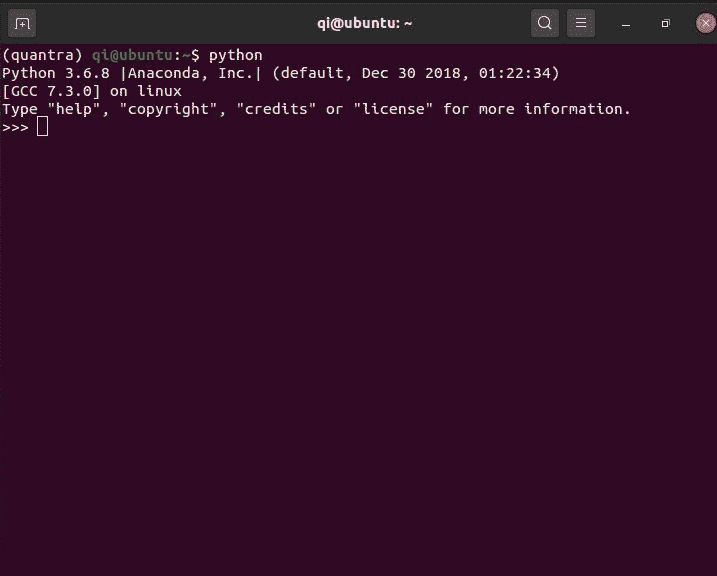 qi@ubuntu: ~
(quantra) qi@ubuntu:~$ python
Python 3.6.8 |Anaconda, Inc.| (default, Dec 30 2018, 01:22:34)
[GCC 7.3.0] on linux
Type "help", "copyright", "credits" or "license" for more information.
>>>